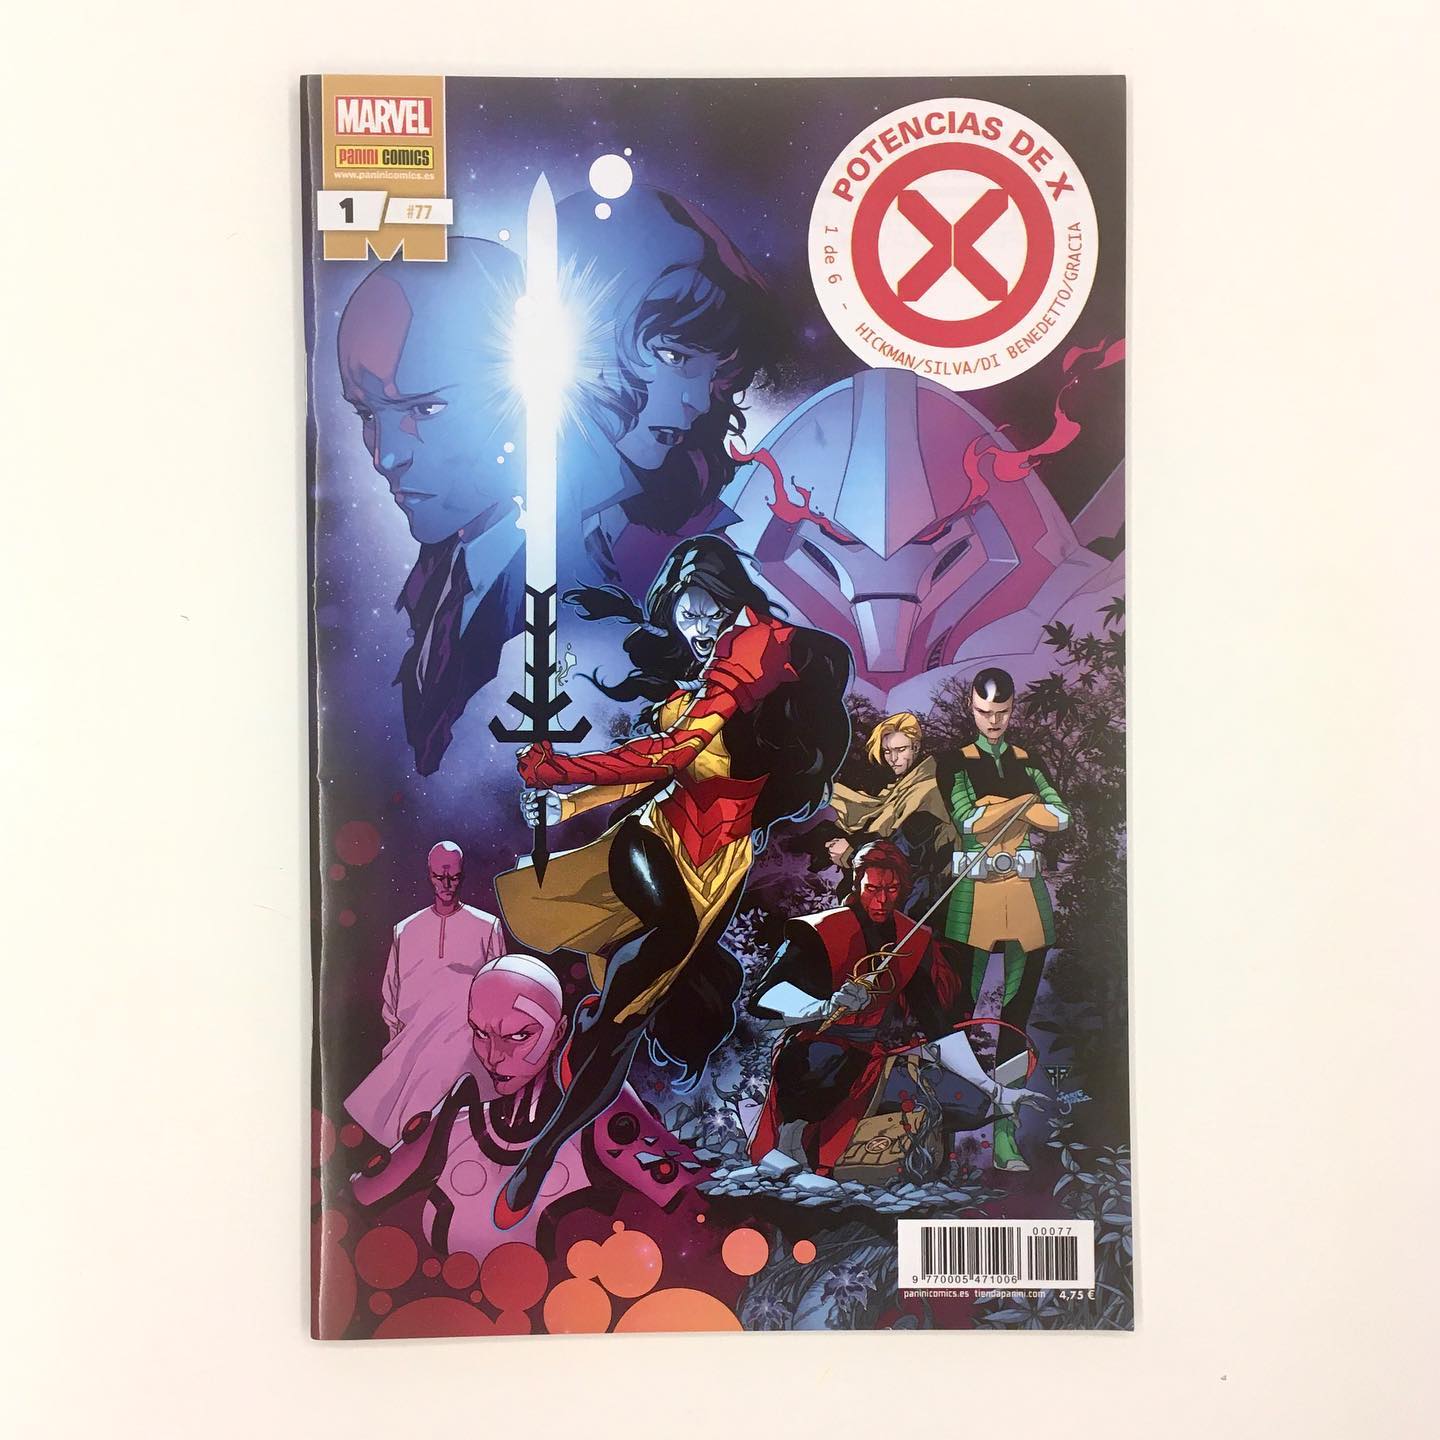 MARVEL
PANINI COMICS
www.paninicomics.es
1 / #77
M
POTENCIAS DE X
X
1 de 6 - HICKMAN/SILVA/DI BENEDETTO/GRACIA
00077
9 770005 471006
paninicomics.es tiendapanini.com 4,75 €